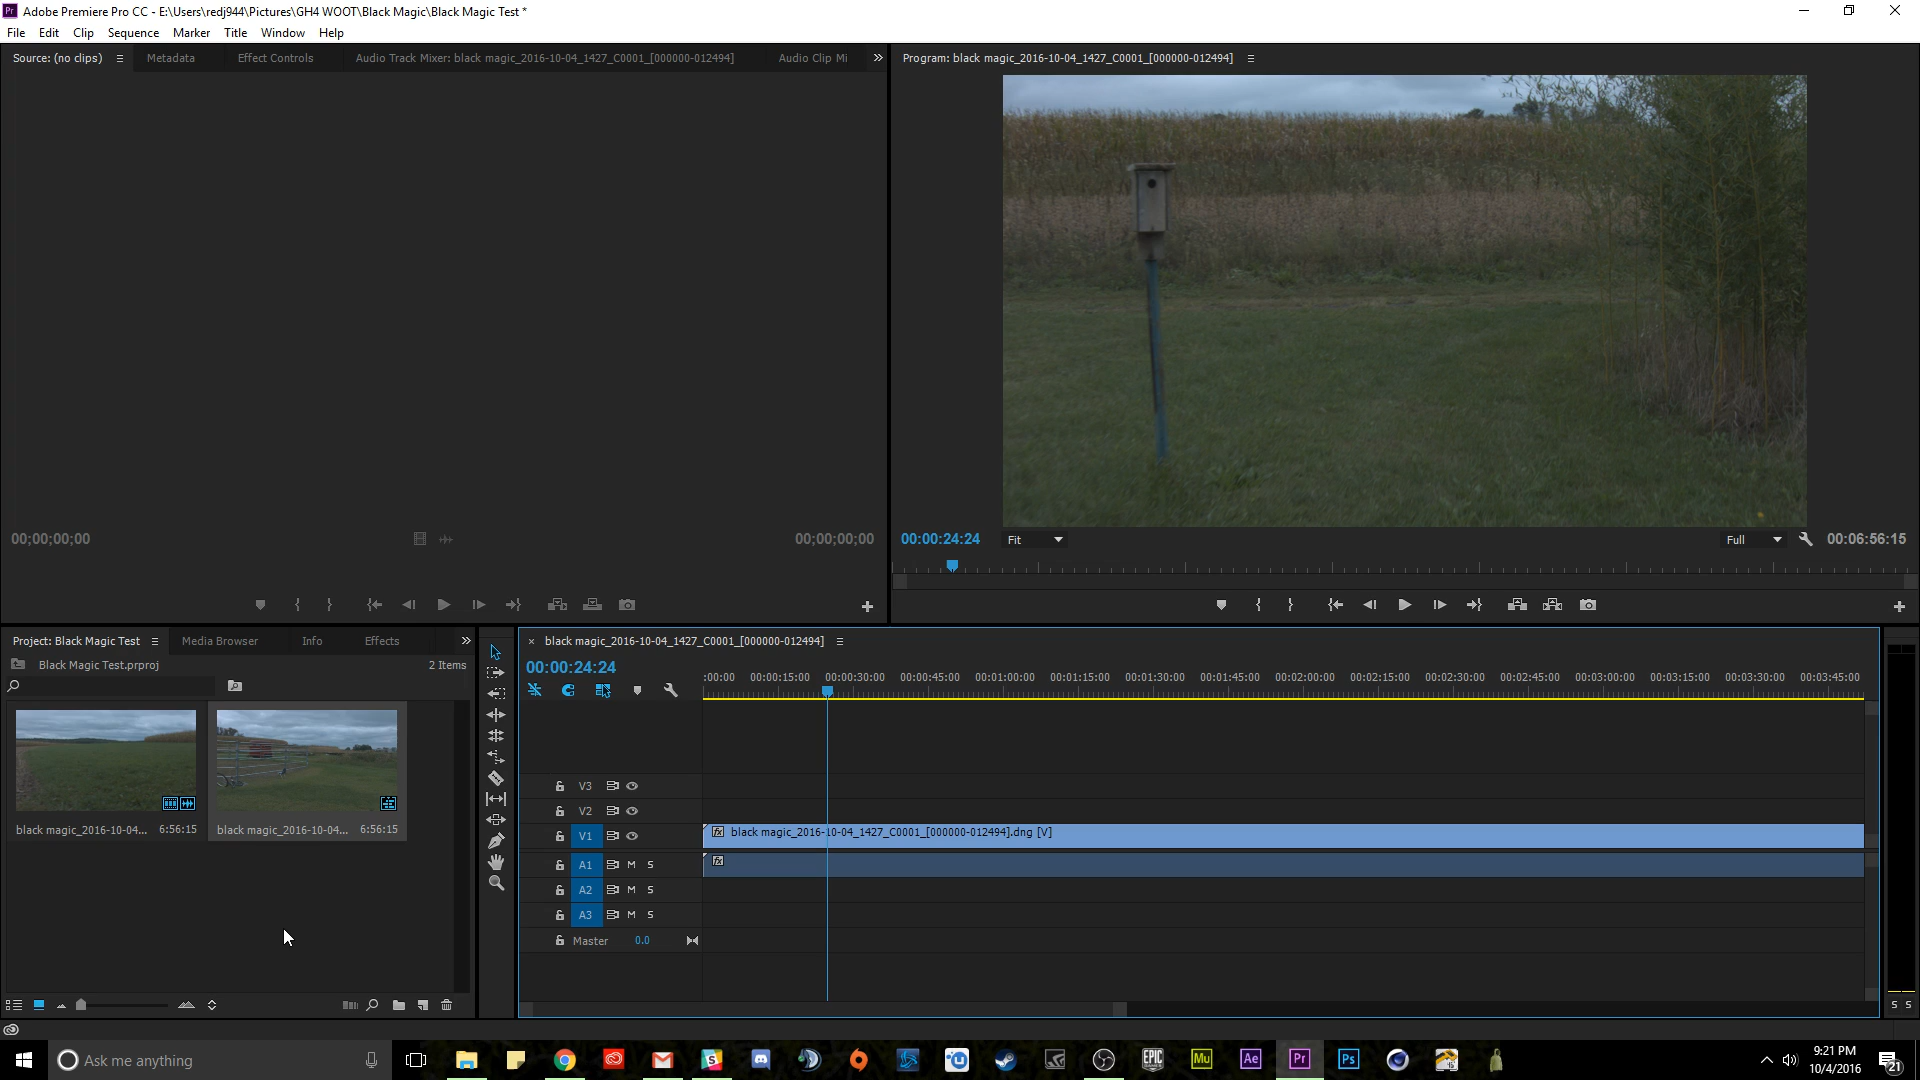 Pr Adobe Premiere Pro CC - E:\Users\redj944\Pictures\GH4 WOOT\Black Magic\Black Magic Test *
File Edit Clip Sequence Marker Title Window Help
Source: (no clips) Metadata Effect Controls Audio Track Mixer: black magic_2016-10-04_1427_C0001_[000000-012494] Audio Clip Mi
Program: black magic_2016-10-04_1427_C0001_[000000-012494]
00;00;00;00 00;00;00;00
00:00:24:24 Fit Full 00:06:56:15
Project: Black Magic Test Media Browser Info Effects
Black Magic Test.prproj 2 Items
black magic_2016-10-04... 6:56:15 black magic_2016-10-04... 6:56:15
black magic_2016-10-04_1427_C0001_[000000-012494]
00:00:24:24
:00:00 00:00:15:00 00:00:30:00 00:00:45:00 00:01:00:00 00:01:15:00 00:01:30:00 00:01:45:00 00:02:00:00 00:02:15:00 00:02:30:00 00:02:45:00 00:03:00:00 00:03:15:00 00:03:30:00 00:03:45:00
V3
V2
V1 fx black magic_2016-10-04_1427_C0001_[000000-012494].dng [V]
A1 M S fx
A2 M S
A3 M S
Master 0.0
S S
Ask me anything
EPIC GAMES Mu Ae Pr Ps
9:21 PM
10/4/2016
21